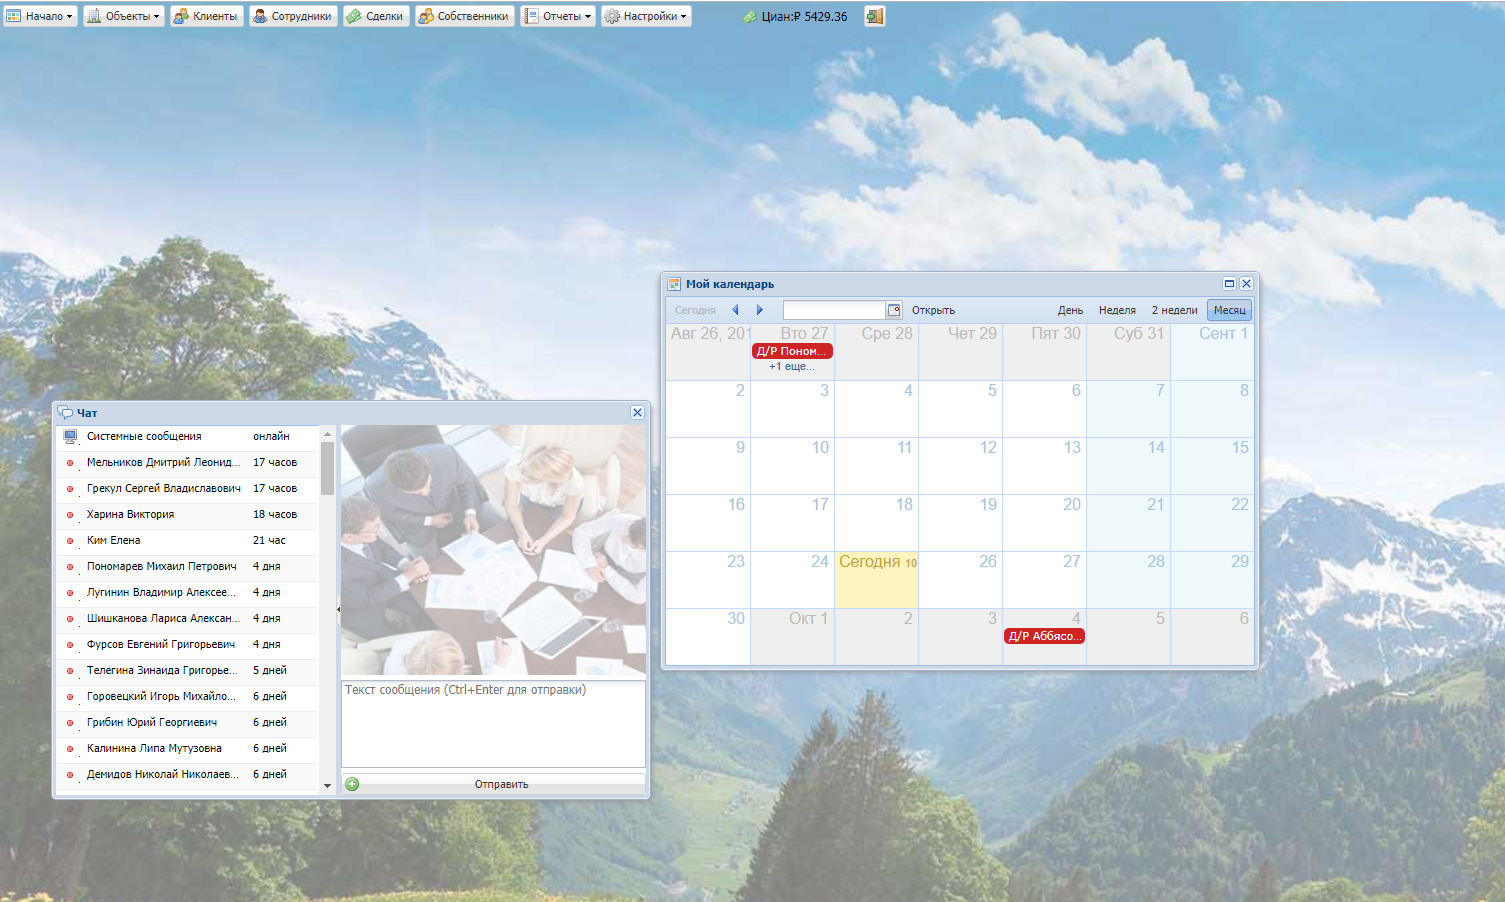 Начало Объекты Клиенты Сотрудники Сделки Собственники Отчеты Настройки Циан:₽ 5429.36
Мой календарь
Сегодня Открыть День Неделя 2 недели Месяц
Авг 26, 201 Вто 27 Сре 28 Чет 29 Пят 30 Суб 31 Сент 1
Д/Р Поном...
+1 еще...
2 3 4 5 6 7 8
9 10 11 12 13 14 15
16 17 18 19 20 21 22
23 24 Сегодня 10 26 27 28 29
30 Окт 1 2 3 4 5 6
Д/Р Аббясо...
Чат
Системные сообщения онлайн
Мельников Дмитрий Леонид... 17 часов
Грекул Сергей Владиславович 17 часов
Харина Виктория 18 часов
Ким Елена 21 час
Пономарев Михаил Петрович 4 дня
Лугинин Владимир Алексее... 4 дня
Шишканова Лариса Алексан... 4 дня
Фурсов Евгений Григорьевич 4 дня
Телегина Зинаида Григорье... 5 дней
Горовецкий Игорь Михайло... 6 дней
Грибин Юрий Георгиевич 6 дней
Калинина Липа Мутузовна 6 дней
Демидов Николай Николаев... 6 дней
Текст сообщения (Ctrl+Enter для отправки)
Отправить